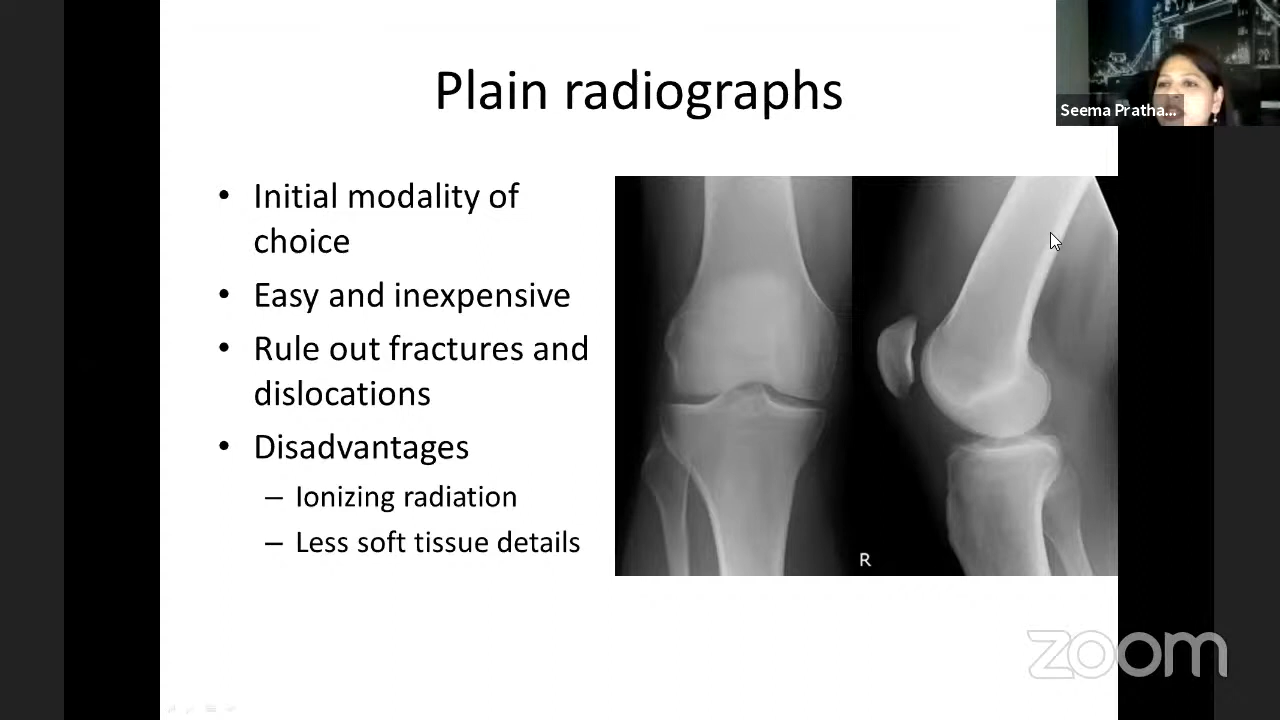 Plain radiographs
Seema Pratha...
• Initial modality of
choice
• Easy and inexpensive
• Rule out fractures and
dislocations
• Disadvantages
– Ionizing radiation
– Less soft tissue details
R
zoom